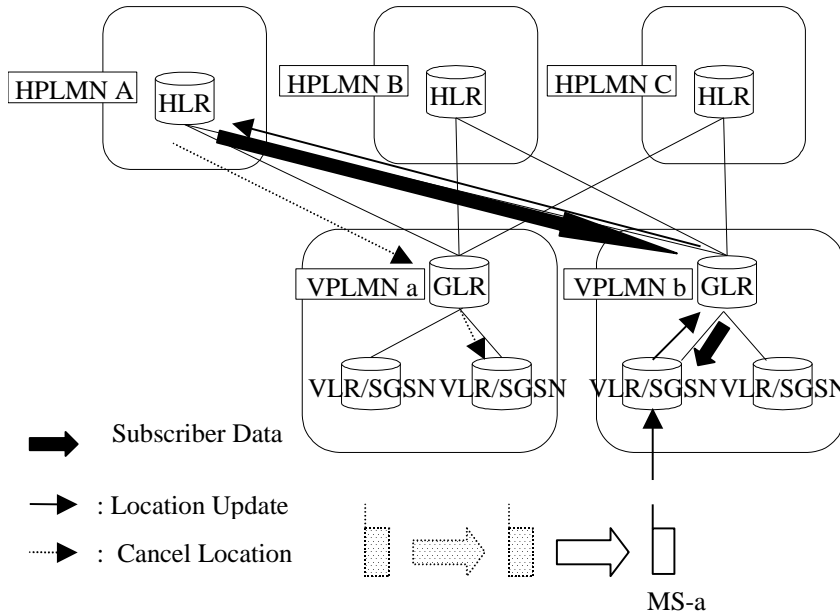 HPLMN A
HLR
HPLMN B
HLR
HPLMN C
HLR
VPLMN a
GLR
VPLMN b
GLR
VLR/SGSN
VLR/SGSN
VLR/SGSN
VLR/SGSN
Subscriber Data
: Location Update
: Cancel Location
MS-a